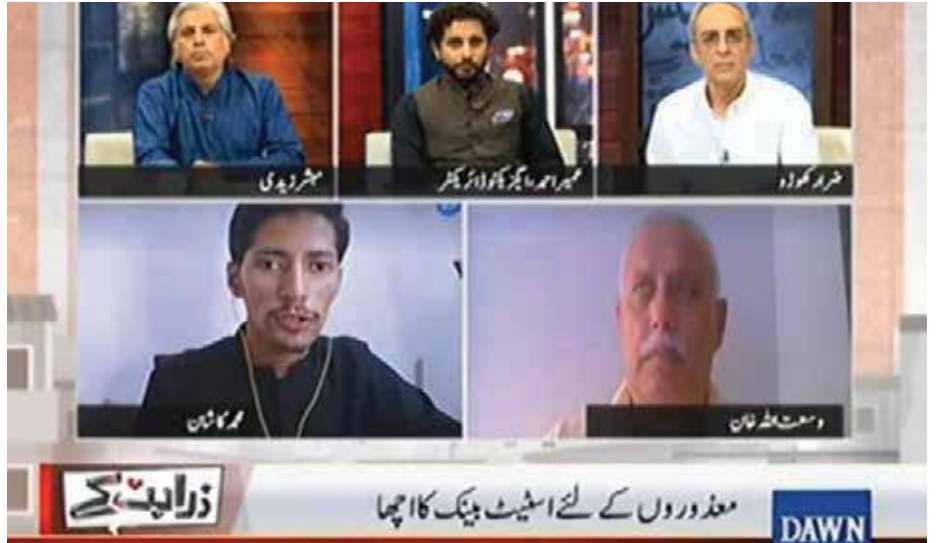 مبشر زیدی
عمیر احمد، ایگزیکٹو ڈائریکٹر
ضرار کھوڑو
محمد کاشان
وسعت اللہ خان
ذرا ہٹ کے
معذوروں کے لئے اسٹیٹ بینک کا اچھا
DAWN